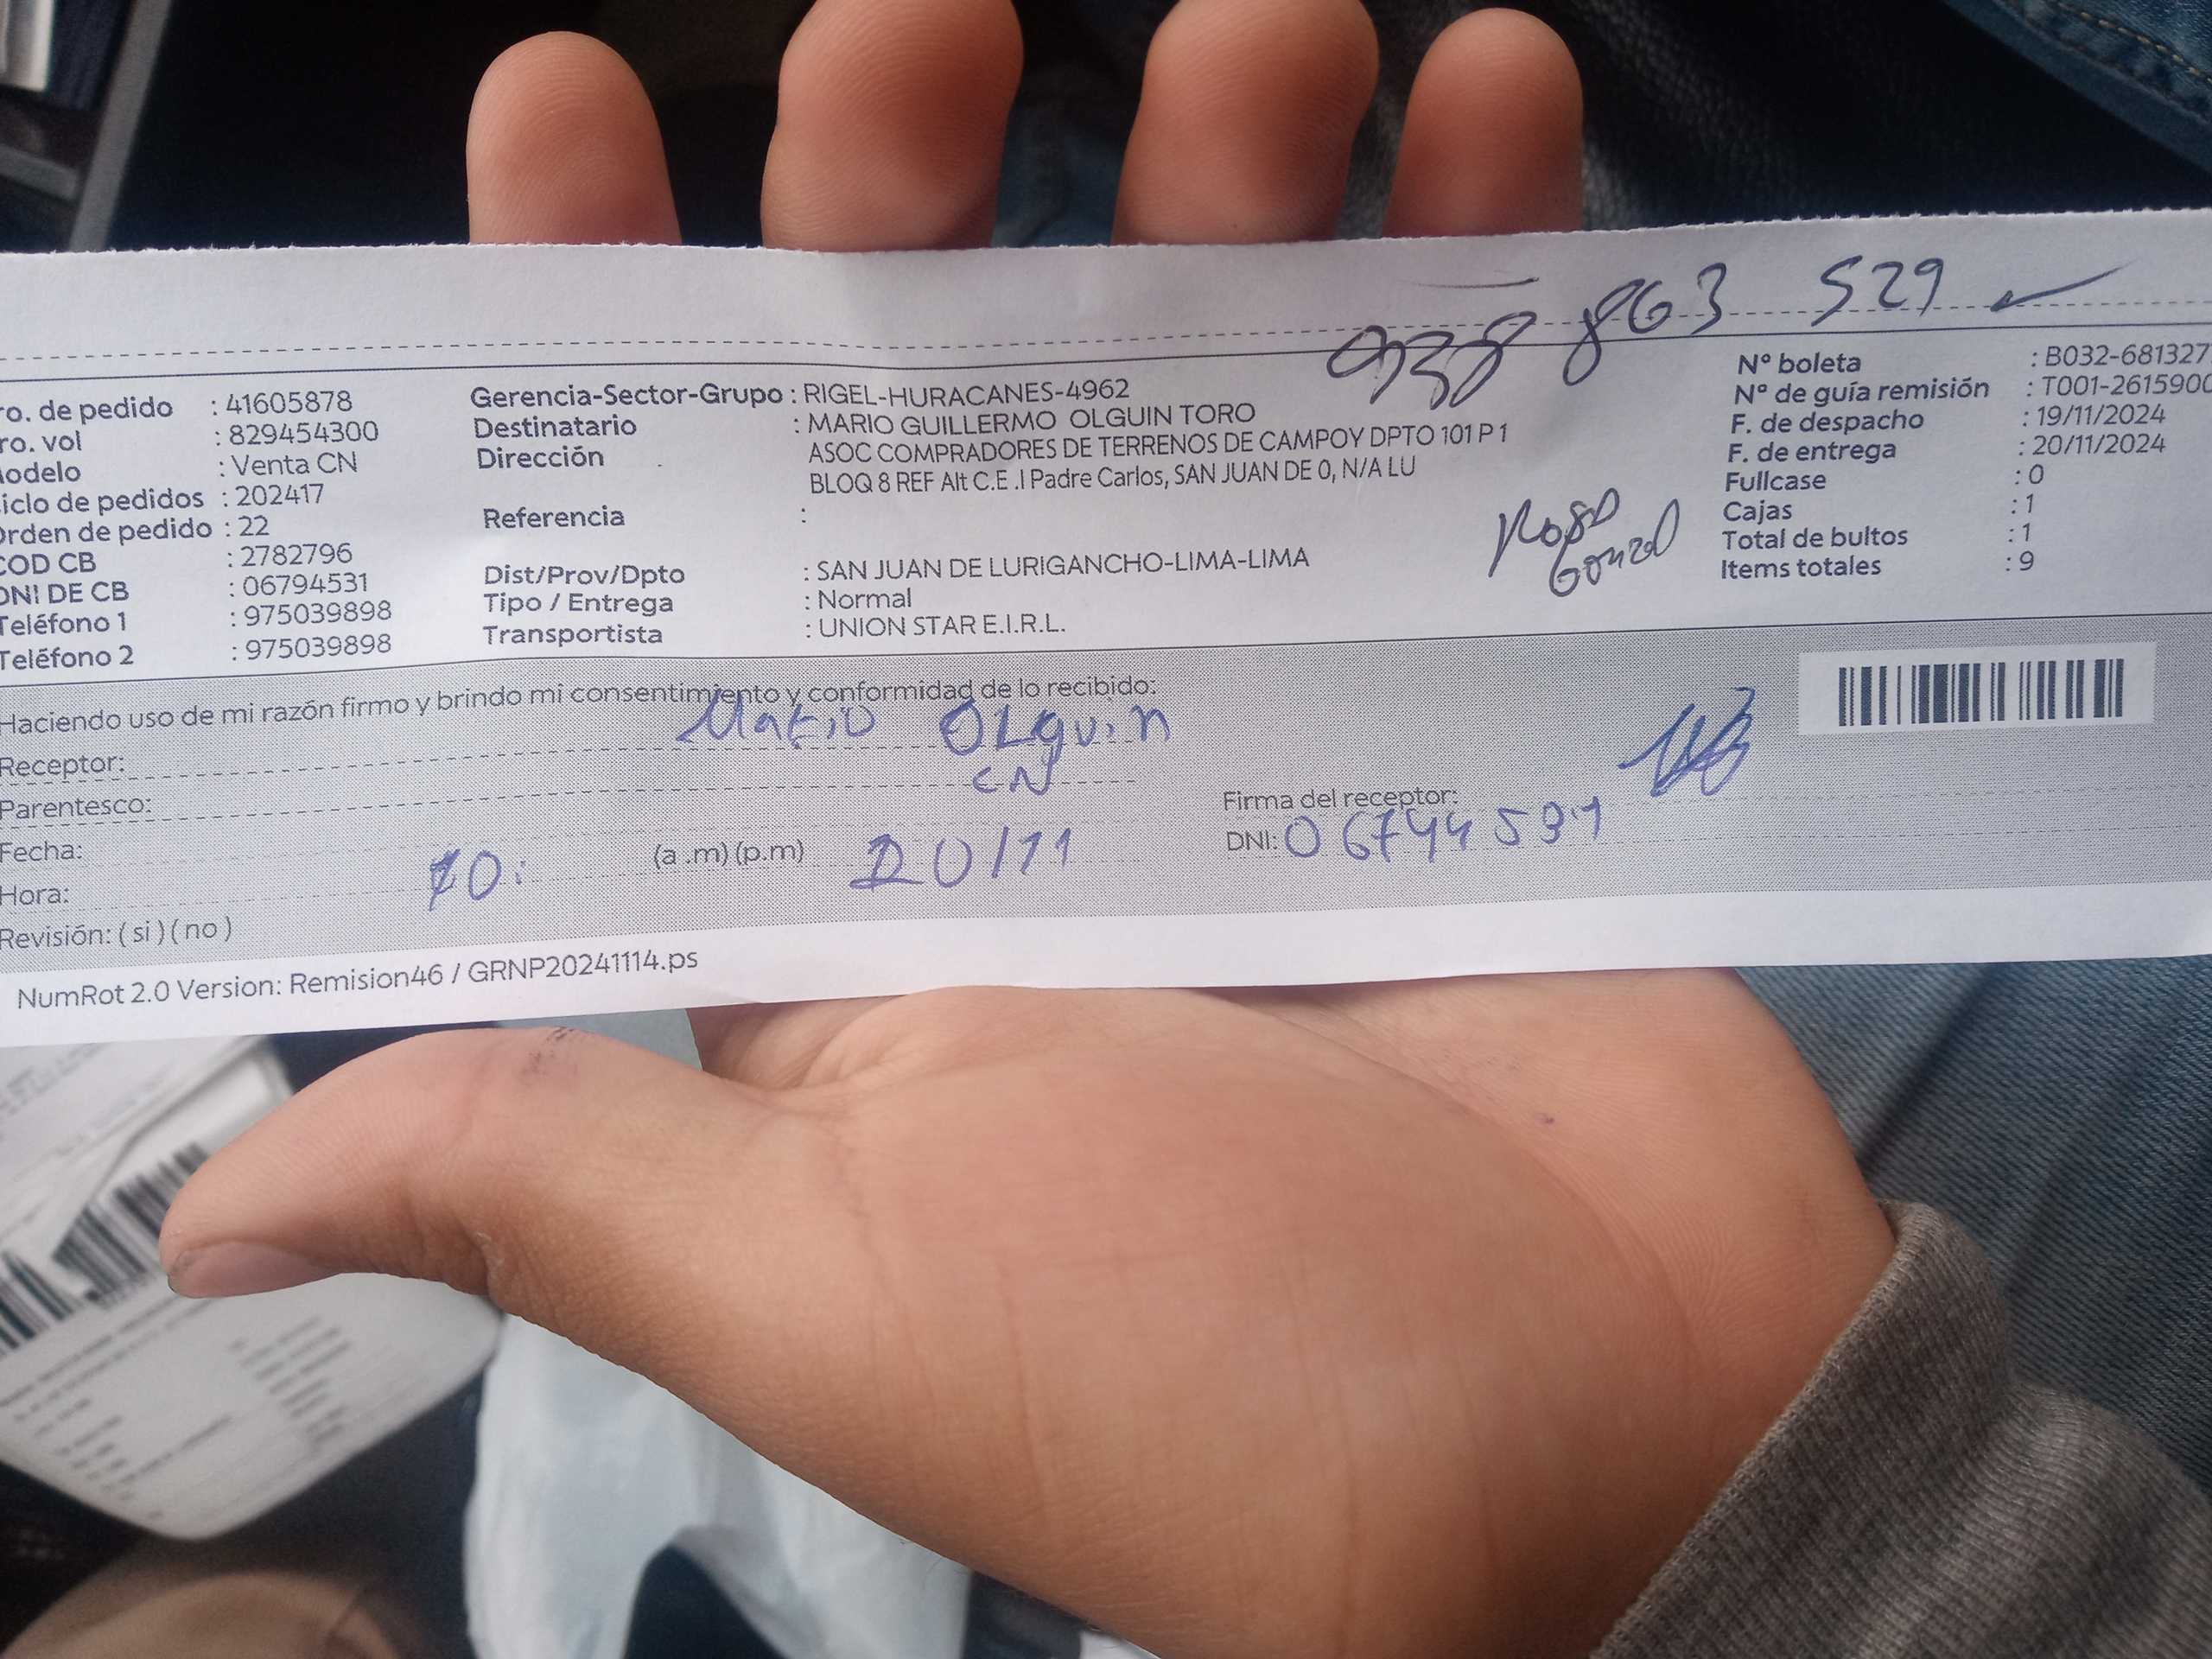 938 863 529
ro. de pedido : 41605878
ro. vol : 829454300
odelo : Venta CN
iclo de pedidos : 202417
Orden de pedido : 22
COD CB : 2782796
DNI DE CB : 06794531
Teléfono 1 : 975039898
Teléfono 2 : 975039898
Gerencia-Sector-Grupo : RIGEL-HURACANES-4962
Destinatario : MARIO GUILLERMO OLGUIN TORO
Dirección : ASOC COMPRADORES DE TERRENOS DE CAMPOY DPTO 101 P 1
BLOQ 8 REF Alt C.E .I Padre Carlos, SAN JUAN DE 0, N/A LU
Referencia :
Dist/Prov/Dpto : SAN JUAN DE LURIGANCHO-LIMA-LIMA
Tipo / Entrega : Normal
Transportista : UNION STAR E.I.R.L.
N° boleta : B032-681327
N° de guía remisión : T001-2615900
F. de despacho : 19/11/2024
F. de entrega : 20/11/2024
Fullcase : 0
Cajas : 1
Total de bultos : 1
Items totales : 9
Haciendo uso de mi razón firmo y brindo mi consentimiento y conformidad de lo recibido:
Receptor: Mario OLguin
Parentesco: CN
Fecha: 20/11
Hora: 10: (a .m) (p.m)
Revisión: ( si ) ( no )
Firma del receptor:
DNI: 06744531
NumRot 2.0 Version: Remision46 / GRNP20241114.ps